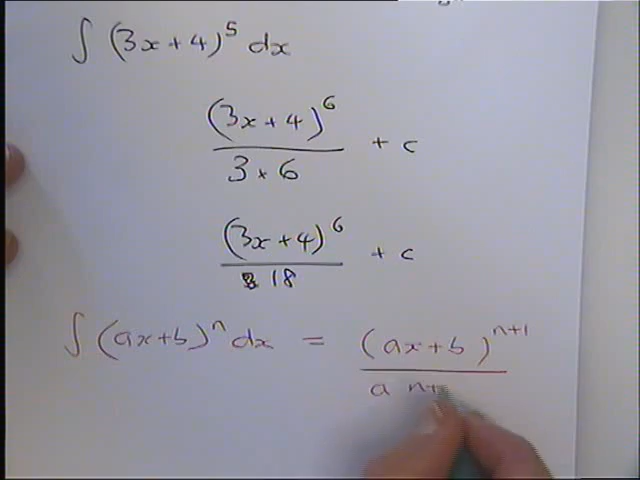 ∫ (3x+4)^5 dx
(3x+4)^6 / 3 × 6 + c
(3x+4)^6 / 18 + c
∫ (ax+b)^n dx = (ax+b)^{n+1} / a n+